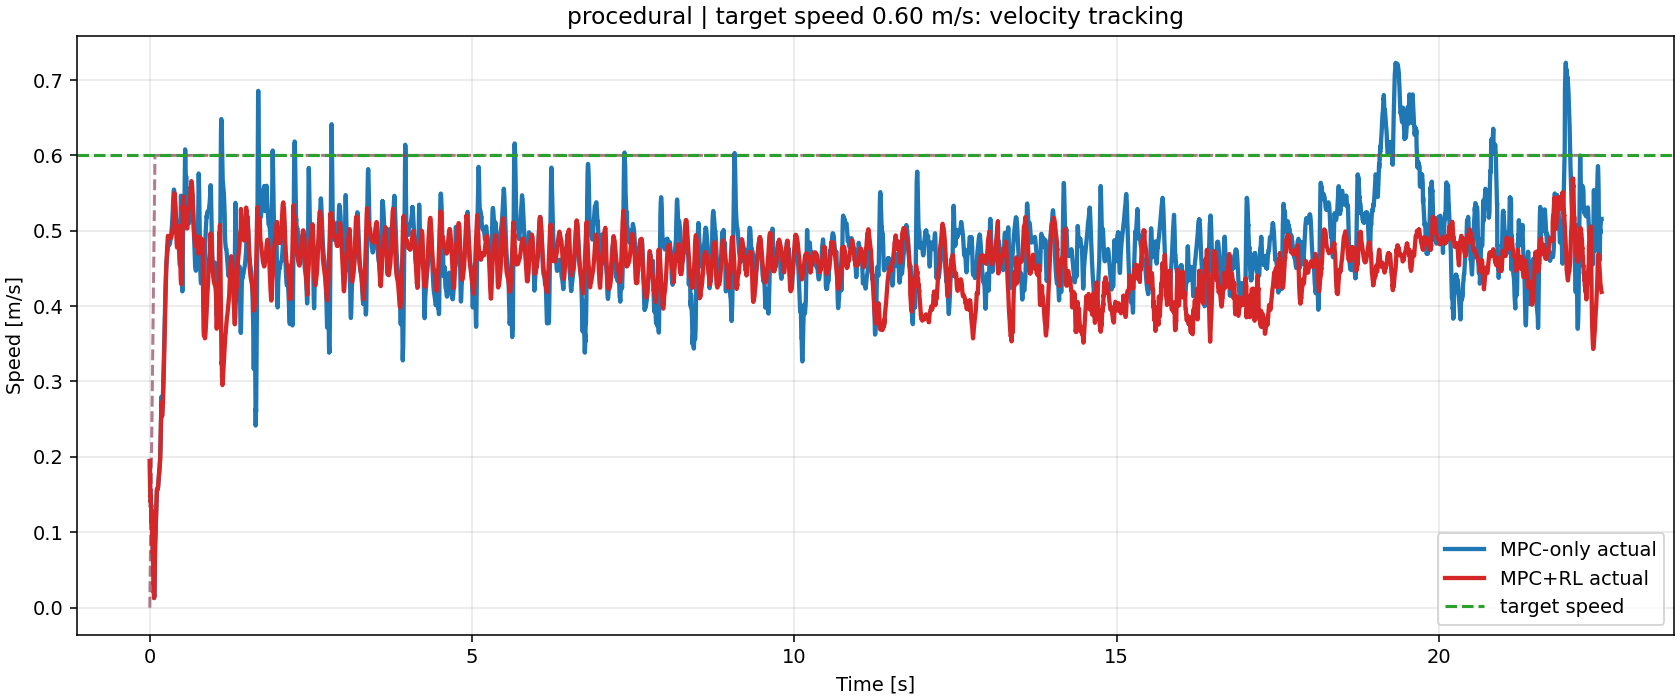 procedural | target speed 0.60 m/s: velocity tracking
Speed [m/s]
0.7
0.6
0.5
0.4
0.3
0.2
0.1
0.0
MPC-only actual
MPC+RL actual
target speed
0 5 10 15 20
Time [s]